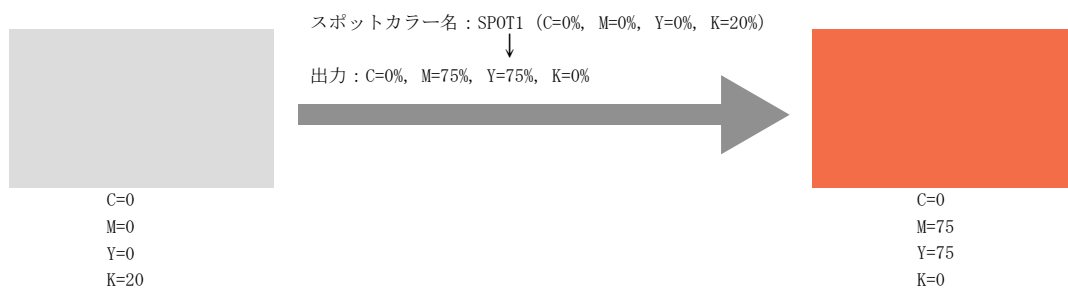 スポットカラー名：SPOT1 (C=0%, M=0%, Y=0%, K=20%)
↓
出力：C=0%, M=75%, Y=75%, K=0%
C=0
M=0
Y=0
K=20
C=0
M=75
Y=75
K=0